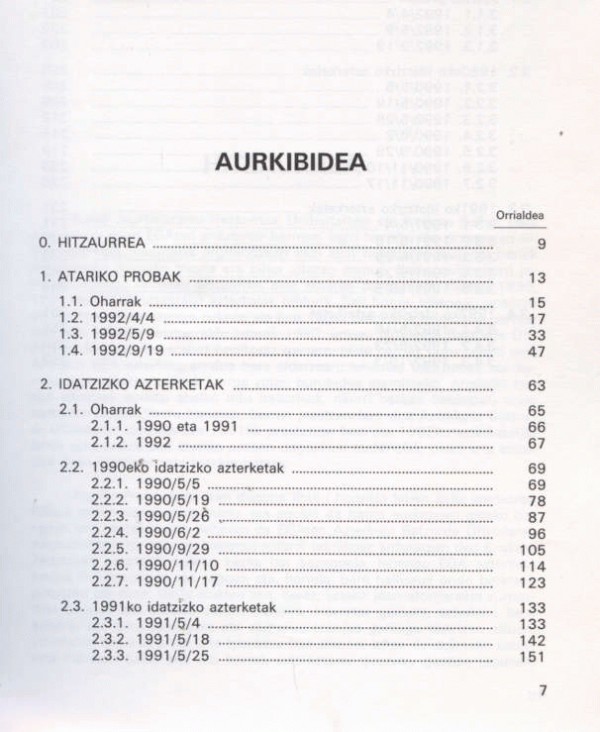 AURKIBIDEA
Orrialdea
0. HITZAURREA 9
1. ATARIKO PROBAK 13
1.1. Oharrak 15
1.2. 1992/4/4 17
1.3. 1992/5/9 33
1.4. 1992/9/19 47
2. IDATZIZKO AZTERKETAK 63
2.1. Oharrak 65
2.1.1. 1990 eta 1991 66
2.1.2. 1992 67
2.2. 1990eko idatzizko azterketak 69
2.2.1. 1990/5/5 69
2.2.2. 1990/5/19 78
2.2.3. 1990/5/26 87
2.2.4. 1990/6/2 96
2.2.5. 1990/9/29 105
2.2.6. 1990/11/10 114
2.2.7. 1990/11/17 123
2.3. 1991ko idatzizko azterketak 133
2.3.1. 1991/5/4 133
2.3.2. 1991/5/18 142
2.3.3. 1991/5/25 151
7